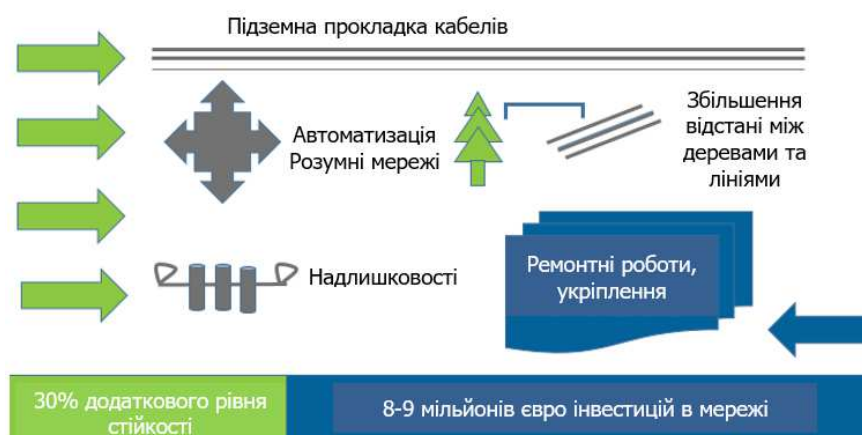 Підземна прокладка кабелів
Автоматизація
Розумні мережі
Збільшення
відстані між
деревами та
лініями
Надлишковості
Ремонтні роботи,
укріплення
30% додаткового рівня
стійкості
8-9 мільйонів євро інвестицій в мережі